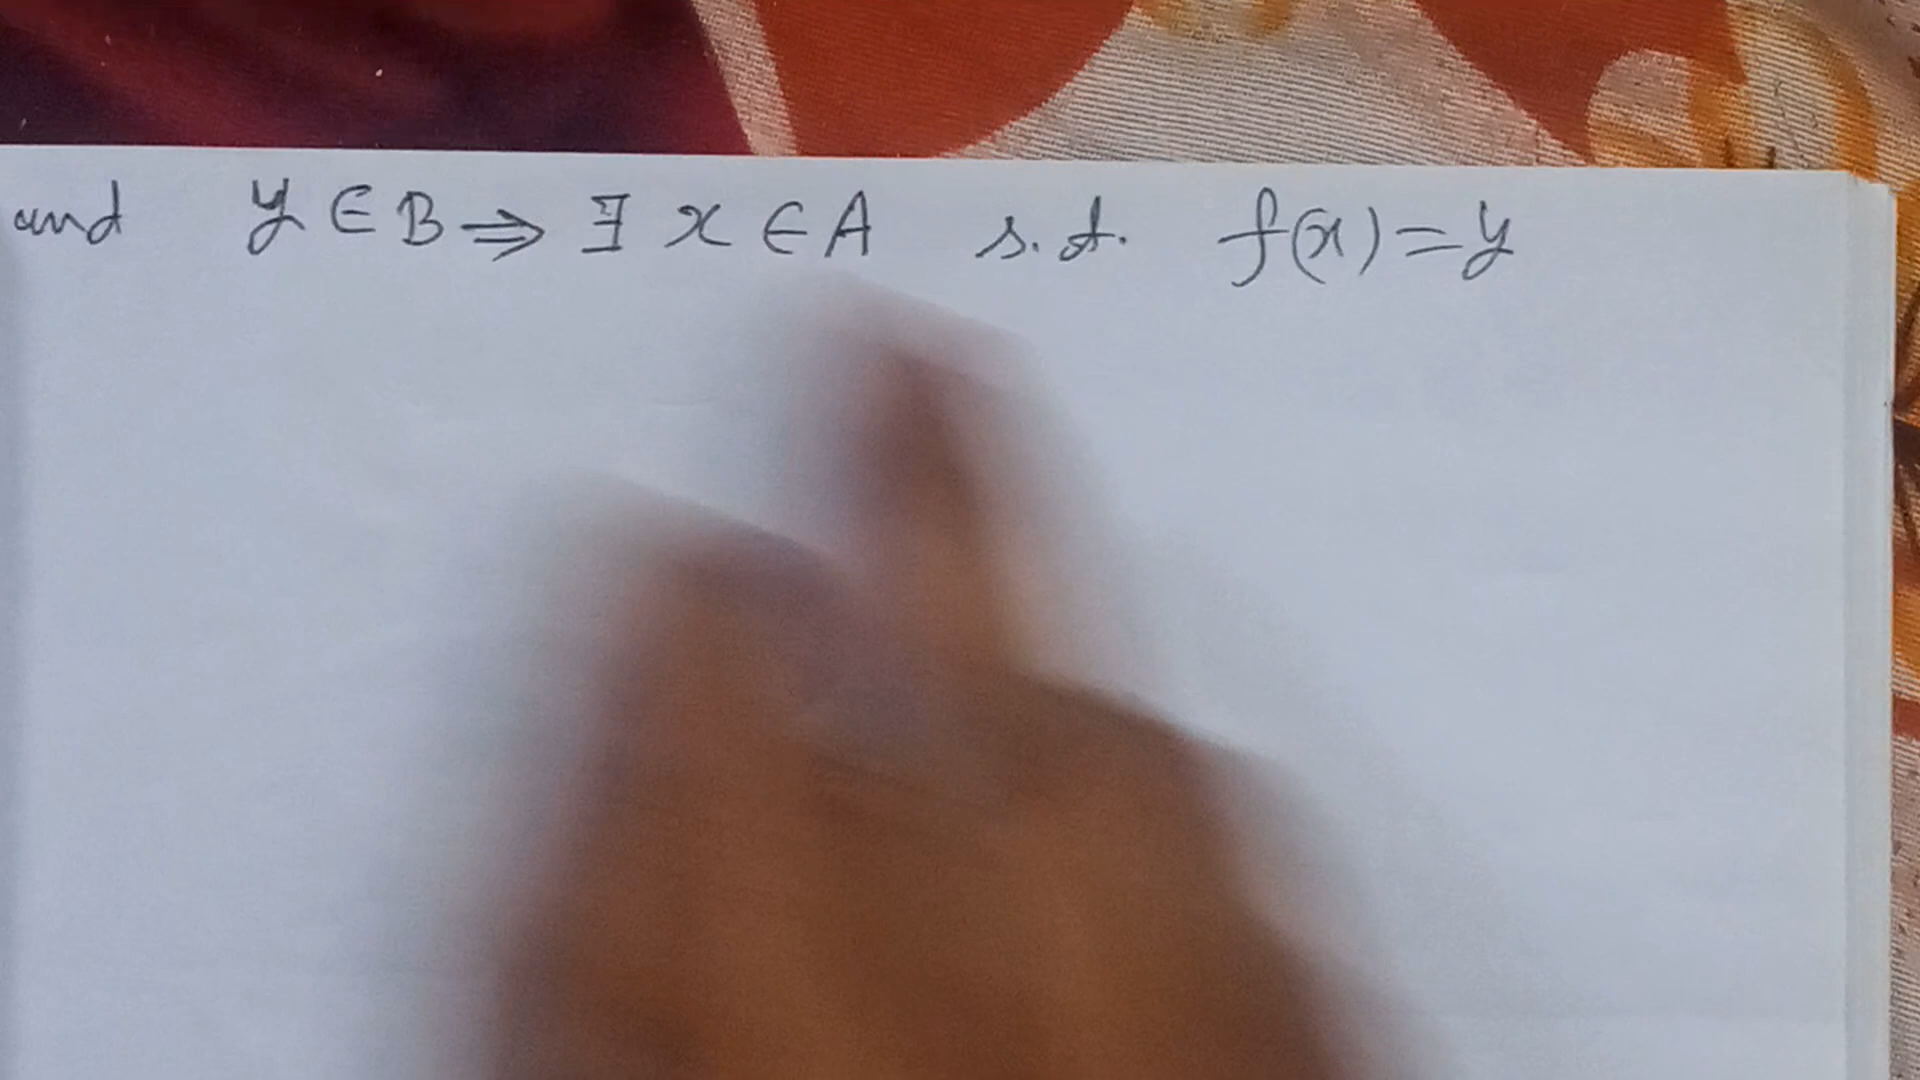 and y ∈ B ⇒ ∃ x ∈ A s.t. f(x) = y